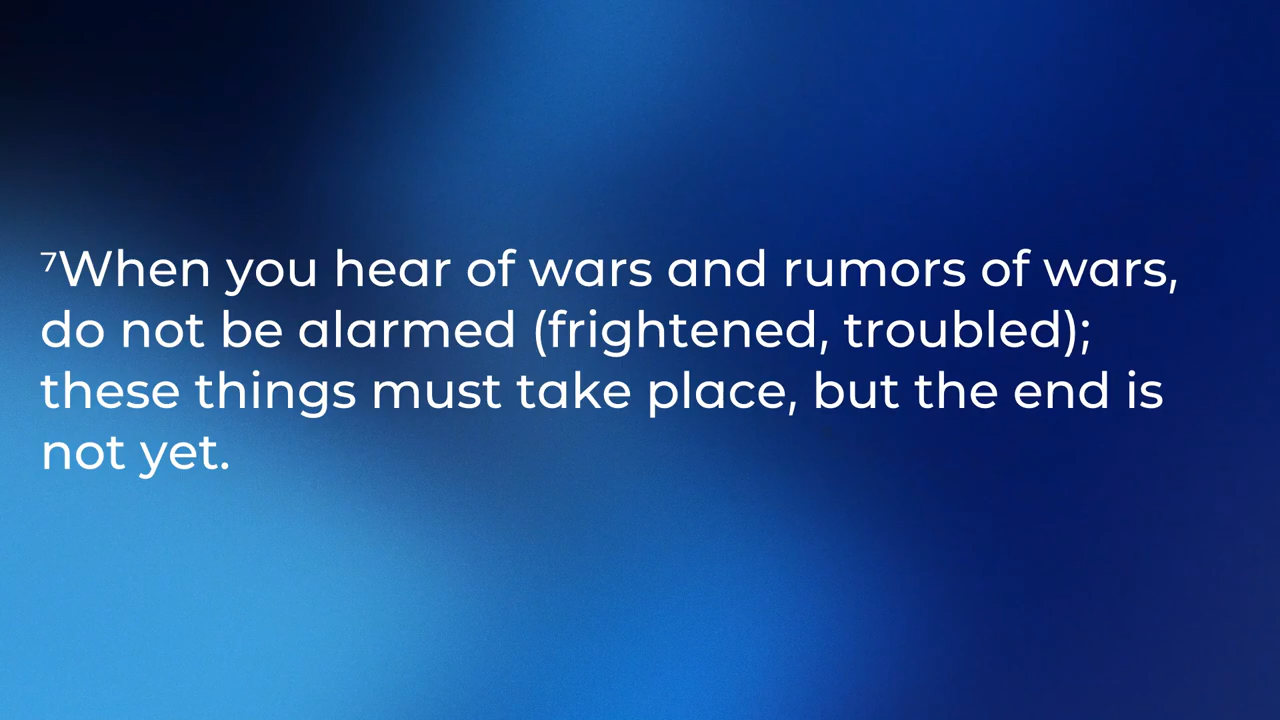 ⁷When you hear of wars and rumors of wars,
do not be alarmed (frightened, troubled);
these things must take place, but the end is
not yet.